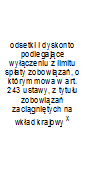 odsetki i dyskonto
podlegające
wyłączeniu z limitu
spłaty zobowiązań, o
którym mowa w art.
243 ustawy, z tytułu
zobowiązań
zaciągniętych na
wkład krajowy x